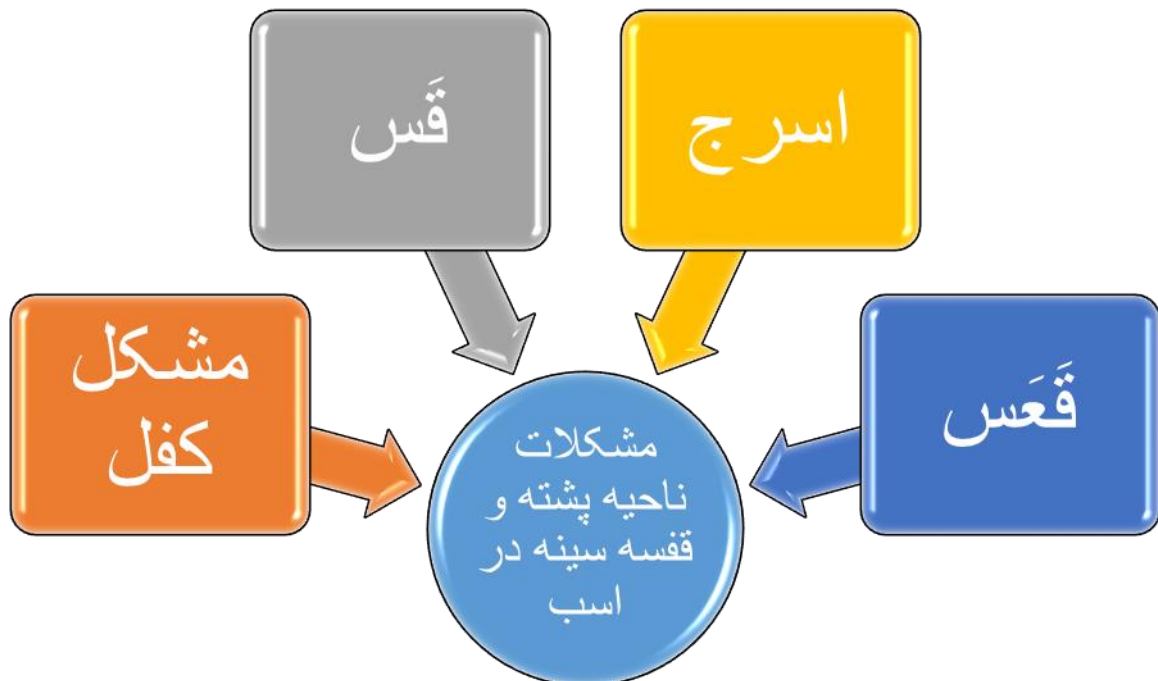 اسرج
قَس
قَعَس
مشکل
کفل
مشکلات
ناحیه پشته و
قفسه سینه در
اسب